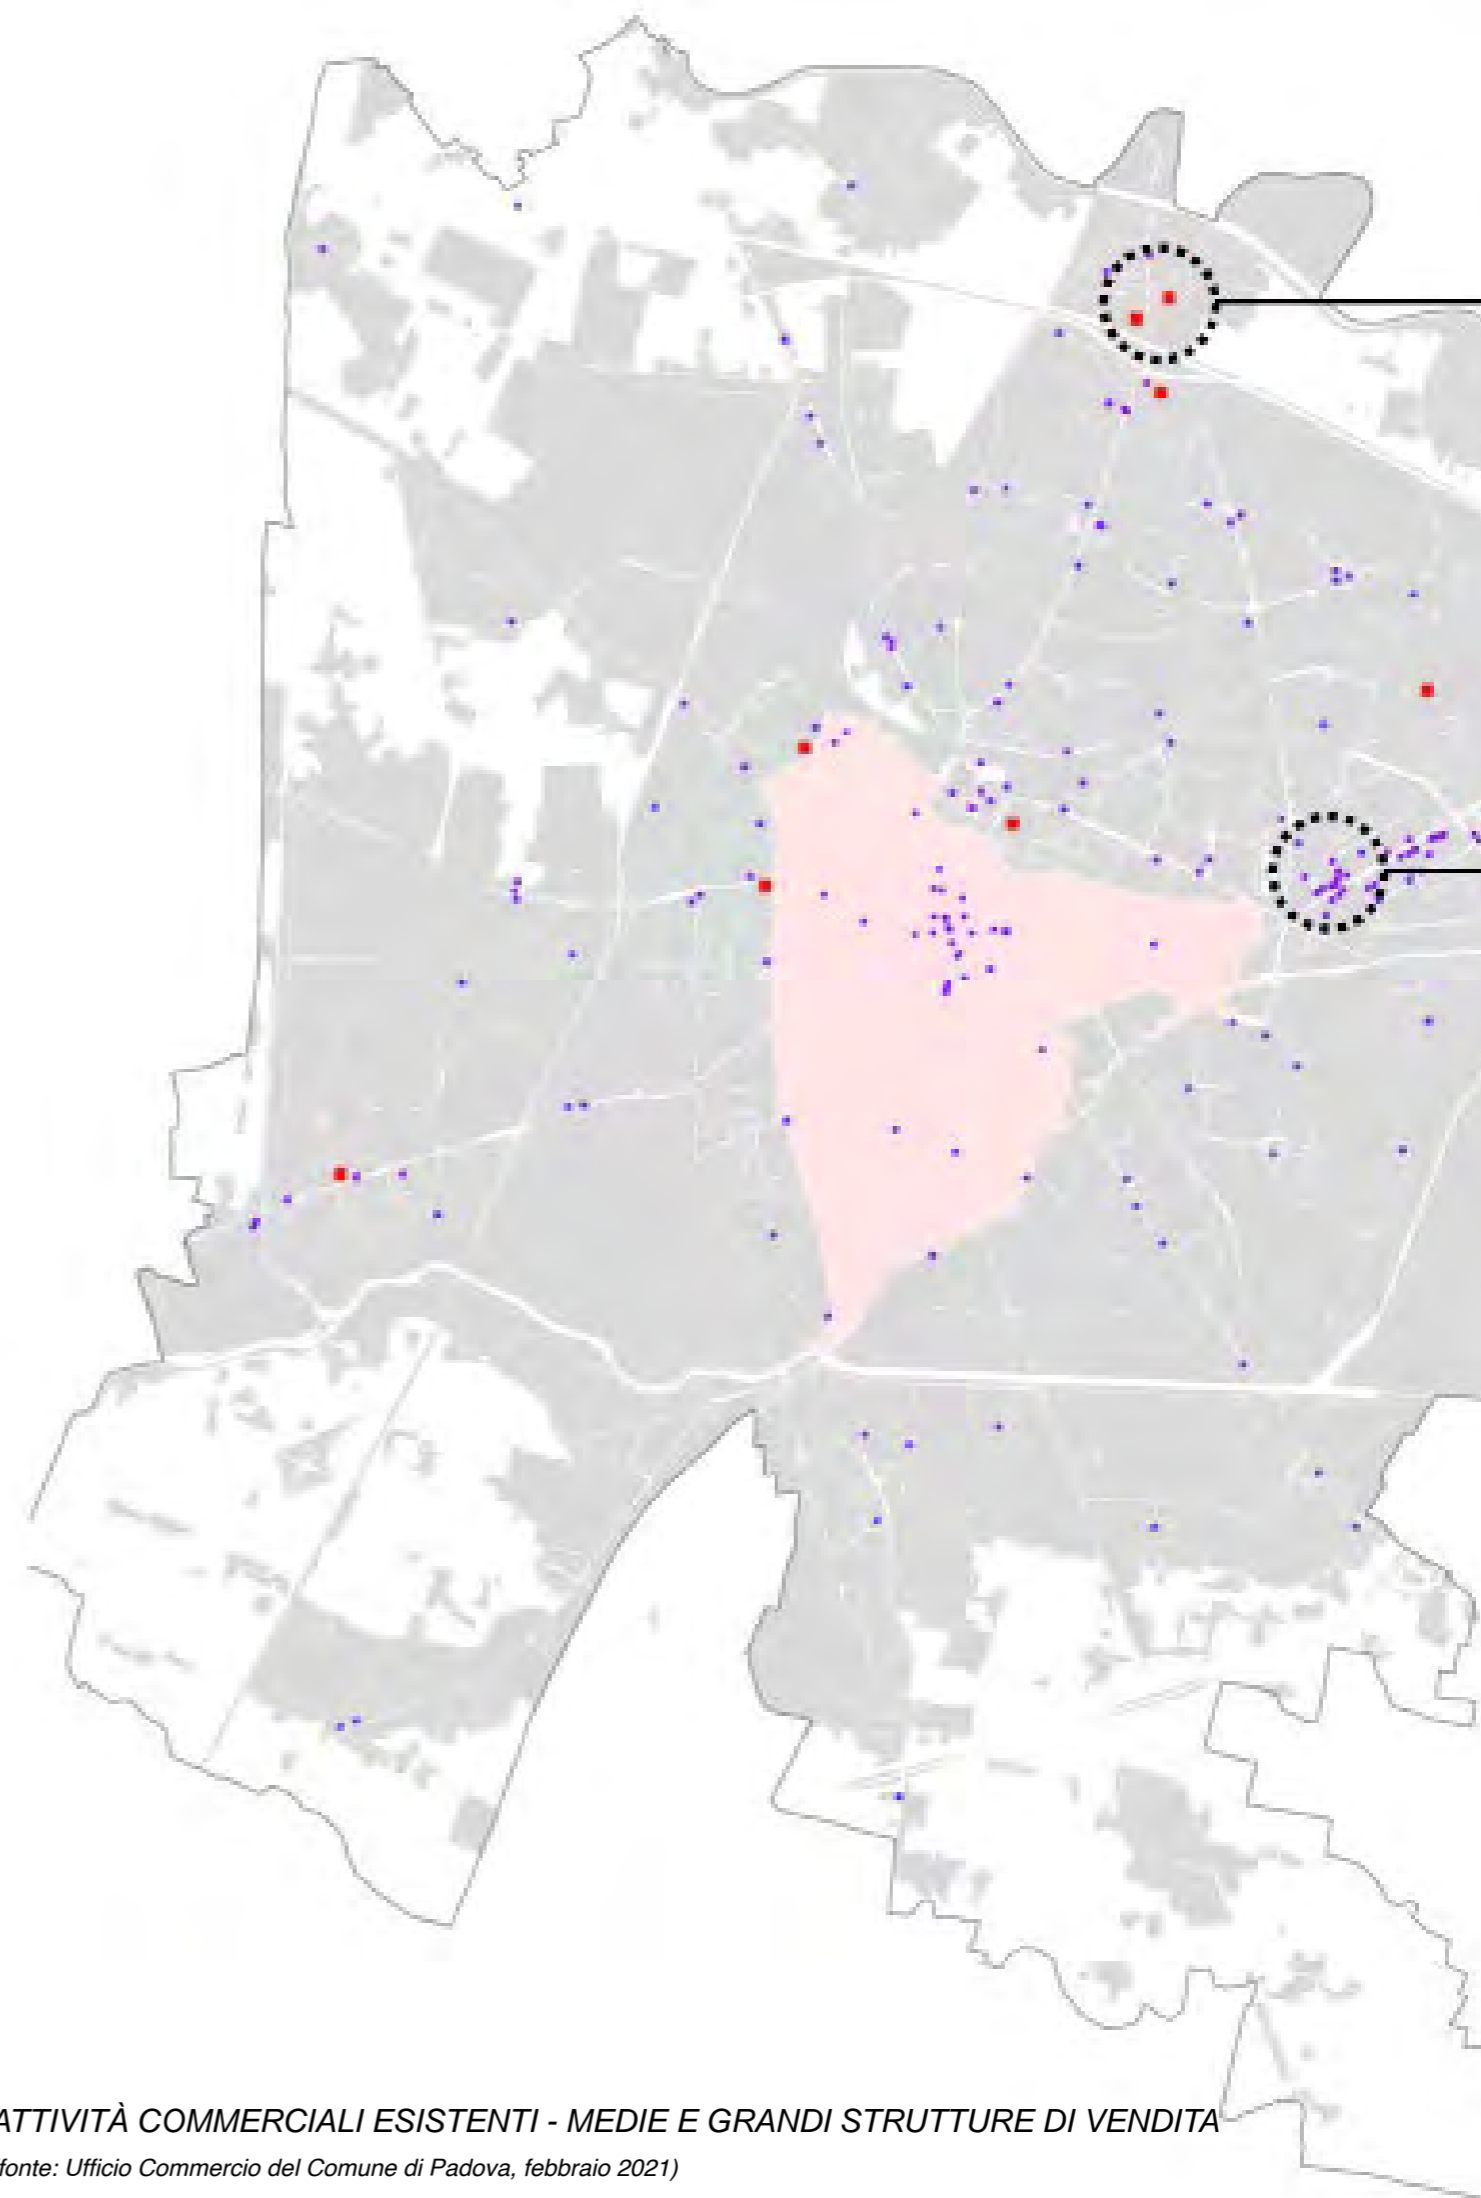 ATTIVITÀ COMMERCIALI ESISTENTI - MEDIE E GRANDI STRUTTURE DI VENDITA
fonte: Ufficio Commercio del Comune di Padova, febbraio 2021)